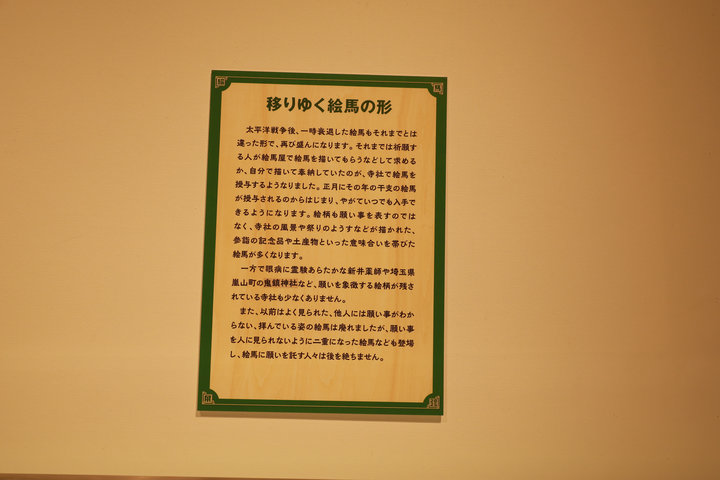 移りゆく絵馬の形
太平洋戦争後、一時衰退した絵馬もそれまでとは
違った形で、再び盛んになります。それまでは祈願す
る人が絵馬屋で絵馬を描いてもらうなどして求める
か、自分で描いて奉納していたのが、寺社で絵馬を
授与するようなりました。正月にその年の干支の絵馬
が授与されるのからはじまり、やがていつでも入手で
きるようになります。絵柄も願い事を表すのでは
なく、寺社の風景や祭りのようすなどが描かれた、
参詣の記念品や土産物といった意味合いを帯びた
絵馬が多くなります。
一方で眼病に霊験あらたかな新井薬師や埼玉県
嵐山町の鬼鎮神社など、願いを象徴する絵柄が残さ
れている寺社も少なくありません。
また、以前はよく見られた、他人には願い事がわか
らない、拝んでいる姿の絵馬は廃れましたが、願い事
を人に見られないように二重になった絵馬なども登場
し、絵馬に願いを託す人々は後を絶ちません。